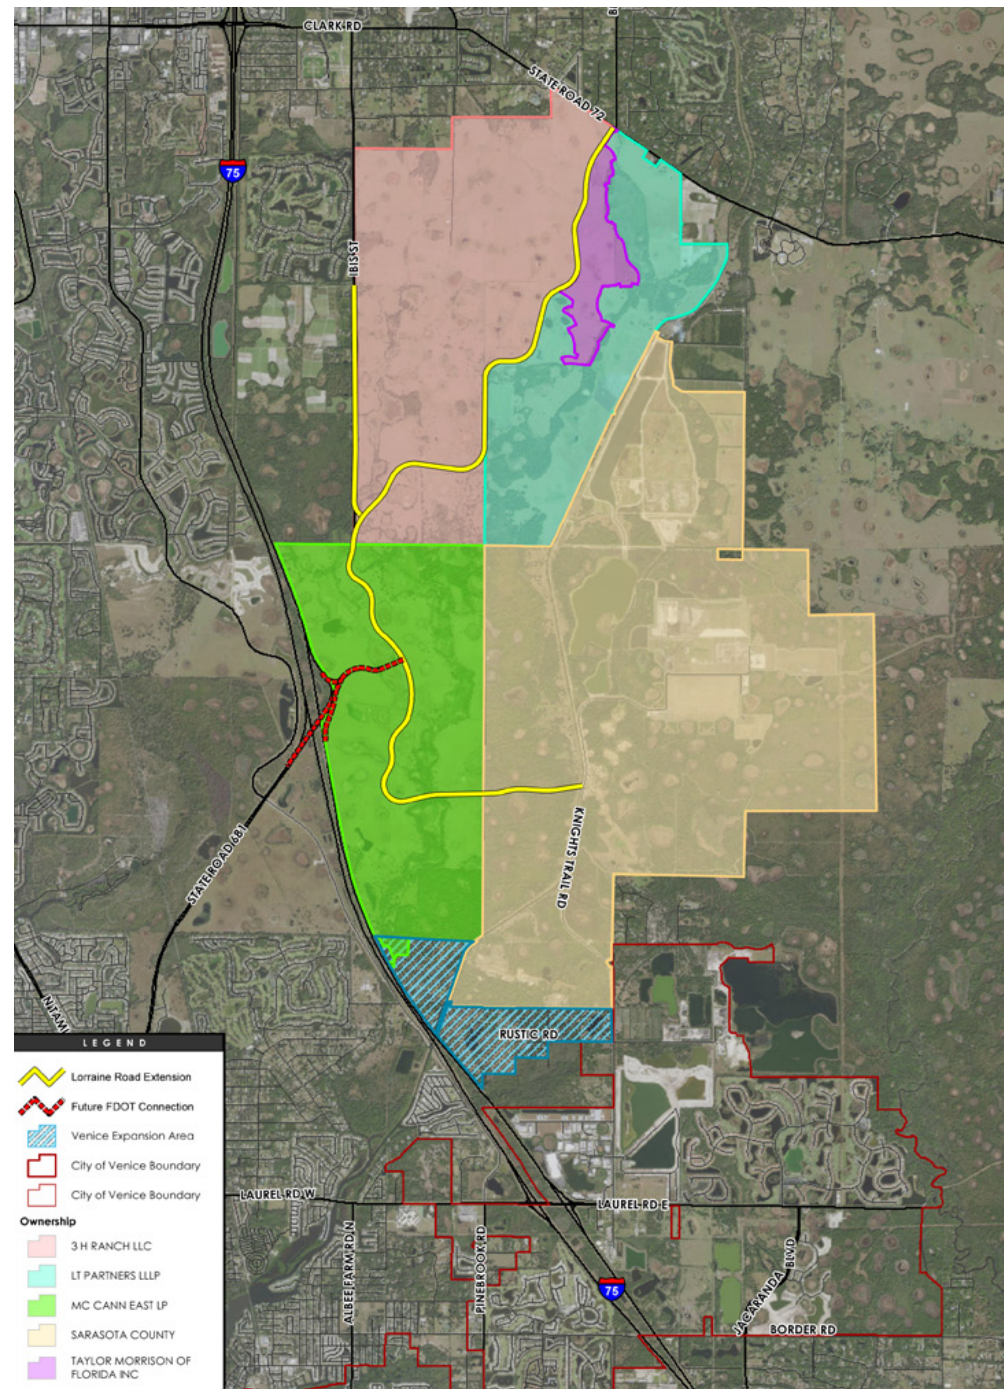 CLARK RD
STATE ROAD 72
75
IBIS ST
STATE ROAD 681
KNIGHTS TRAIL RD
RUSTIC RD
LEGEND
Lorraine Road Extension
Future FDOT Connection
Venice Expansion Area
City of Venice Boundary
City of Venice Boundary
Ownership
3 H RANCH LLC
LT PARTNERS LLLP
MC CANN EAST LP
SARASOTA COUNTY
TAYLOR MORRISON OF
FLORIDA INC
LAUREL RD W
LAUREL RD E
ALBEE FARM RD N
PINEBROOK RD
75
JACARANDA BLVD
BORDER RD